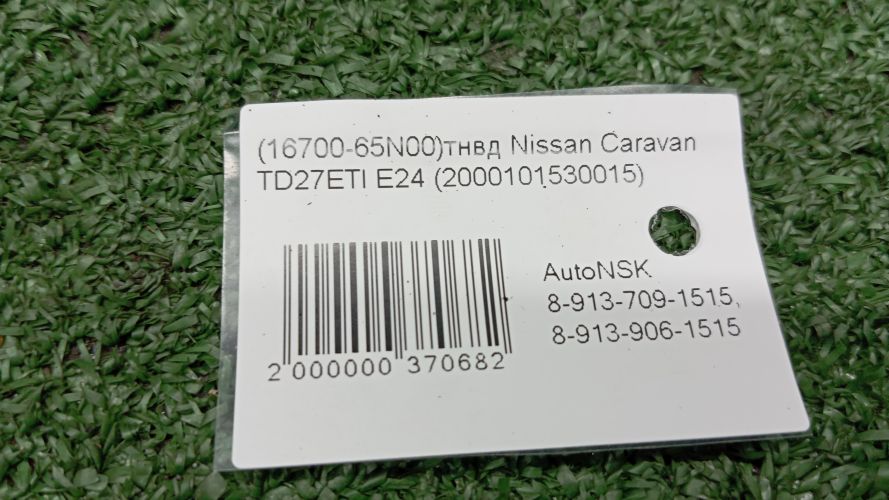 (16700-65N00)тнвд Nissan Caravan
TD27ETI E24 (2000101530015)
AutoNSK
8-913-709-1515,
8-913-906-1515
2 000000 370682